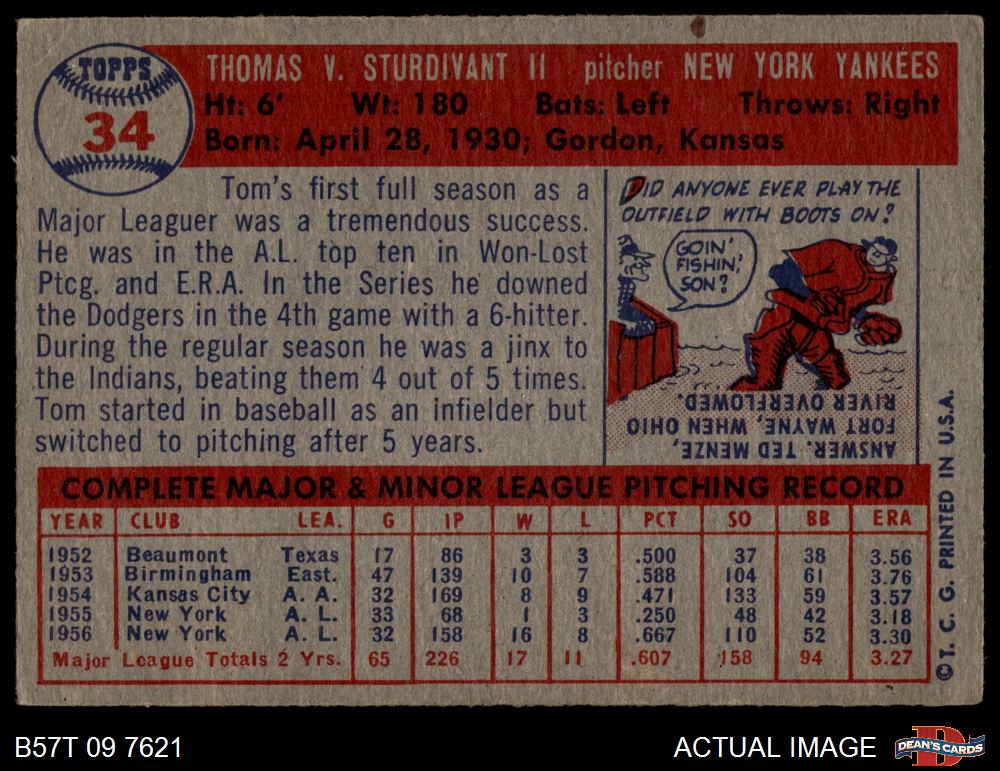 TOPPS
34
THOMAS V. STURDIVANT II pitcher NEW YORK YANKEES
Ht: 6' Wt: 180 Bats: Left Throws: Right
Born: April 28, 1930; Gordon, Kansas
Tom's first full season as a
Major Leaguer was a tremendous success.
He was in the A.L. top ten in Won-Lost
Ptcg. and E.R.A. In the Series he downed
the Dodgers in the 4th game with a 6-hitter.
During the regular season he was a jinx to
the Indians, beating them 4 out of 5 times.
Tom started in baseball as an infielder but
switched to pitching after 5 years.
DID ANYONE EVER PLAY THE
OUTFIELD WITH BOOTS ON?
GOIN'
FISHIN',
SON?
ANSWER. TED MENZE,
FORT WAYNE, WHEN OHIO
RIVER OVERFLOWED.
COMPLETE MAJOR & MINOR LEAGUE PITCHING RECORD
YEAR CLUB LEA. G IP W L PCT SO BB ERA
1952 Beaumont Texas 17 86 3 3 .500 37 38 3.56
1953 Birmingham East. 47 139 10 7 .588 104 61 3.76
1954 Kansas City A. A. 32 169 8 9 .471 133 59 3.57
1955 New York A. L. 33 68 1 3 .250 48 42 3.18
1956 New York A. L. 32 158 16 8 .667 110 52 3.30
Major League Totals 2 Yrs. 65 226 17 11 .607 158 94 3.27
© T. C. G. PRINTED IN U.S.A.
B57T 09 7621
ACTUAL IMAGE
DEAN'S CARDS